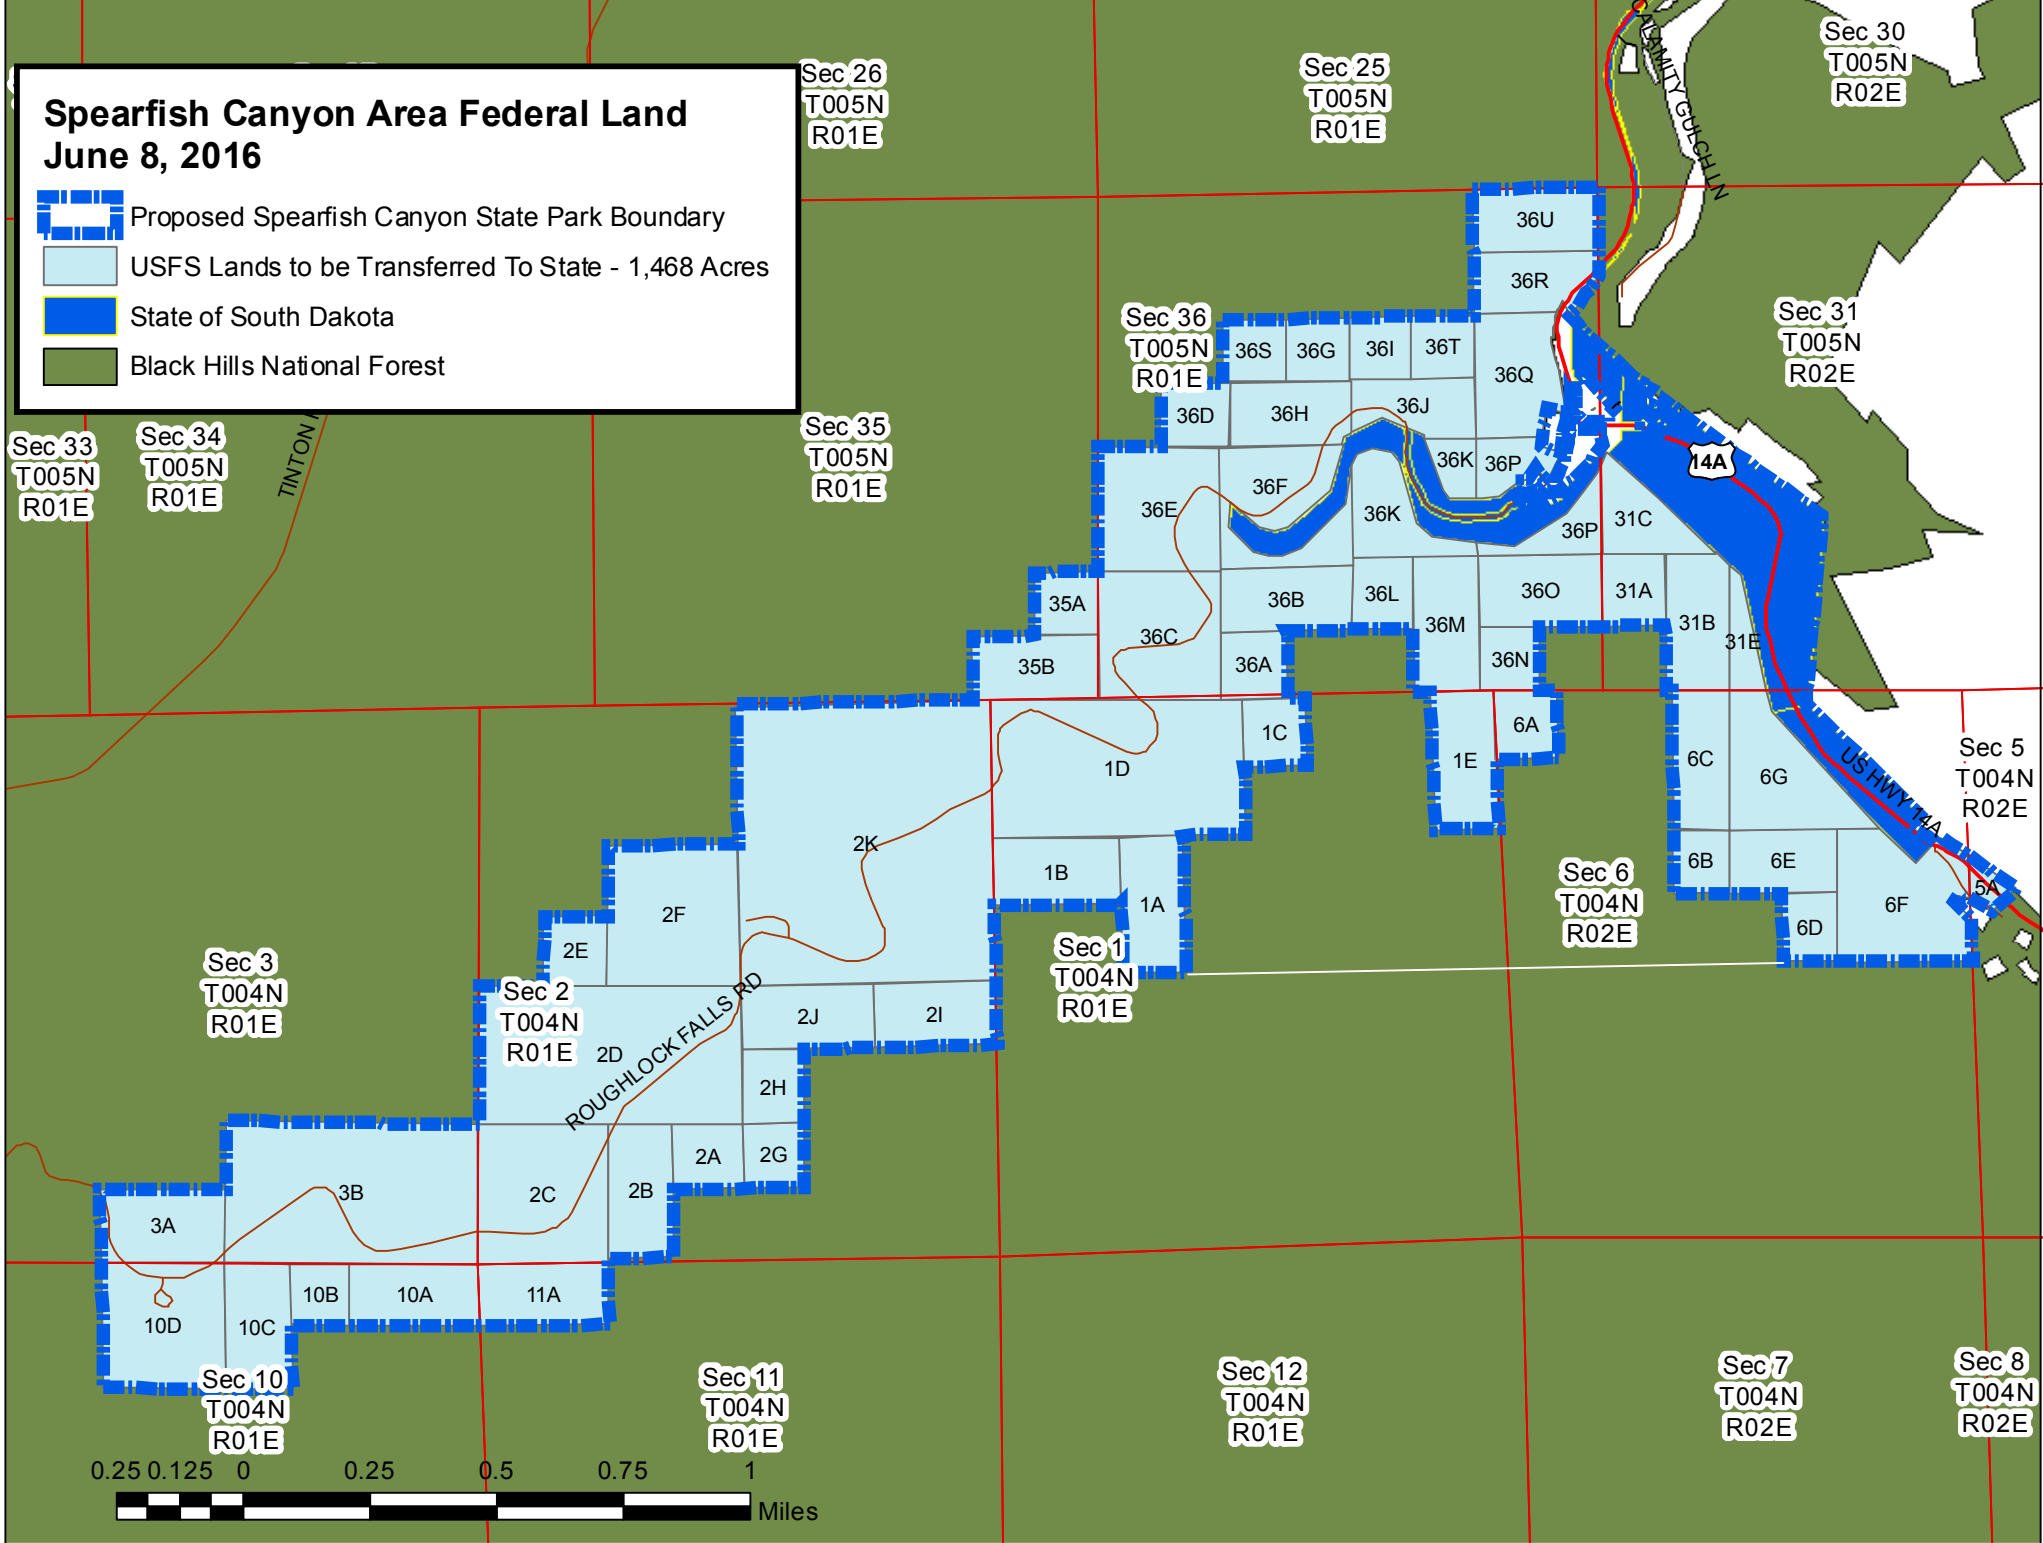 Spearfish Canyon Area Federal Land
June 8, 2016
Proposed Spearfish Canyon State Park Boundary
USFS Lands to be Transferred To State - 1,468 Acres
State of South Dakota
Black Hills National Forest
Sec 26
T005N
R01E
Sec 25
T005N
R01E
Sec 30
T005N
R02E
CALAMITY GULCH LN
Sec 36
T005N
R01E
Sec 31
T005N
R02E
Sec 33
T005N
R01E
Sec 34
T005N
R01E
TINTON
Sec 35
T005N
R01E
36U
36R
36S
36G
36I
36T
36Q
36D
36H
36J
36K
36P
14A
36E
36F
36K
36P
31C
35A
36B
36L
36O
31A
36C
36M
31B
31E
35B
36A
36N
1C
6A
1D
1E
6C
6G
US HWY 14A
Sec 5
T004N
R02E
2K
1B
1A
6B
6E
5A
6F
6D
Sec 6
T004N
R02E
2F
2E
Sec 1
T004N
R01E
Sec 3
T004N
R01E
Sec 2
T004N
R01E
2D
ROUGHLOCK FALLS RD
2J
2I
2H
2A
2G
3B
2C
2B
3A
10B
10A
11A
10D
10C
Sec 10
T004N
R01E
Sec 11
T004N
R01E
Sec 12
T004N
R01E
Sec 7
T004N
R02E
Sec 8
T004N
R02E
0.25 0.125 0 0.25 0.5 0.75 1
Miles